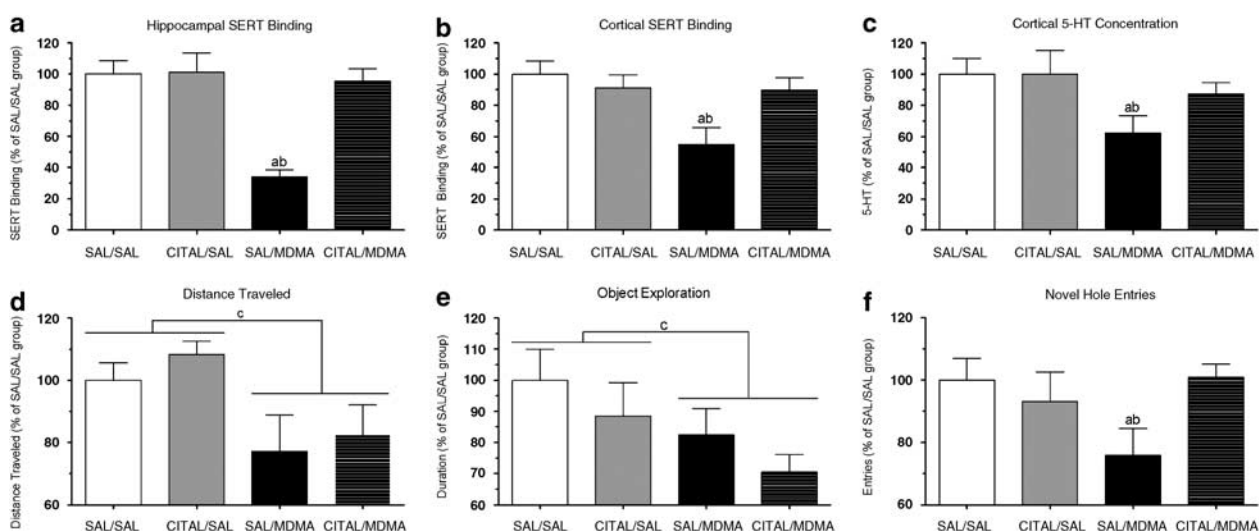 a
Hippocampal SERT Binding
SERT Binding (% of SAL/SAL group)
120
100
80
60
40
20
0
ab
SAL/SAL CITAL/SAL SAL/MDMA CITAL/MDMA
b
Cortical SERT Binding
SERT Binding (% of SAL/SAL group)
120
100
80
60
40
20
0
ab
SAL/SAL CITAL/SAL SAL/MDMA CITAL/MDMA
c
Cortical 5-HT Concentration
5-HT (% of SAL/SAL group)
120
100
80
60
40
20
0
ab
SAL/SAL CITAL/SAL SAL/MDMA CITAL/MDMA
d
Distance Traveled
Distance Traveled (% of SAL/SAL group)
120
100
80
60
c
SAL/SAL CITAL/SAL SAL/MDMA CITAL/MDMA
e
Object Exploration
Duration (% of SAL/SAL group)
120
110
100
90
80
70
60
c
SAL/SAL CITAL/SAL SAL/MDMA CITAL/MDMA
f
Novel Hole Entries
Entries (% of SAL/SAL group)
120
100
80
60
ab
SAL/SAL CITAL/SAL SAL/MDMA CITAL/MDMA